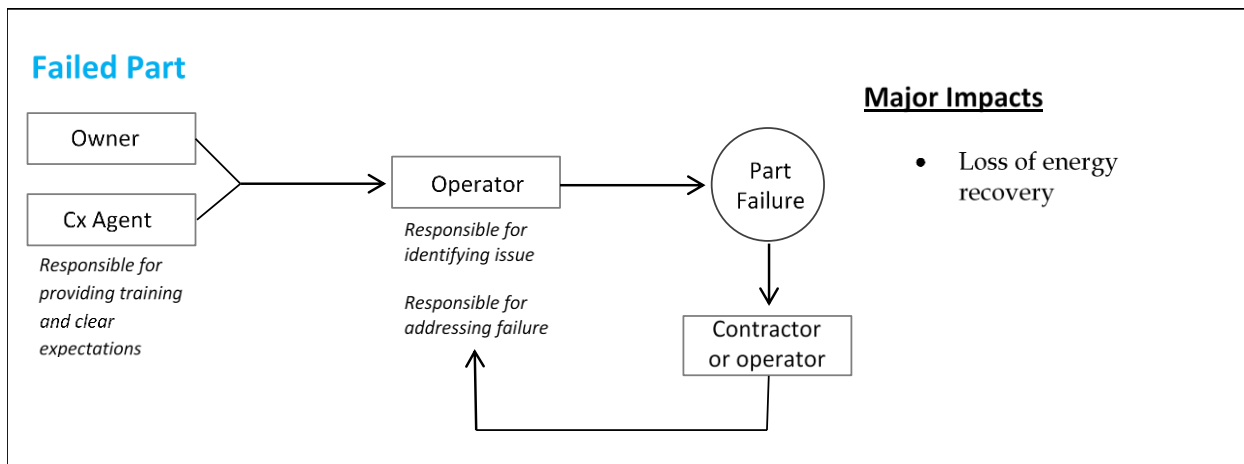 Failed Part
Owner
Cx Agent
Responsible for
providing training
and clear
expectations
Operator
Responsible for
identifying issue
Responsible for
addressing failure
Part
Failure
Contractor
or operator
Major Impacts
• Loss of energy
recovery